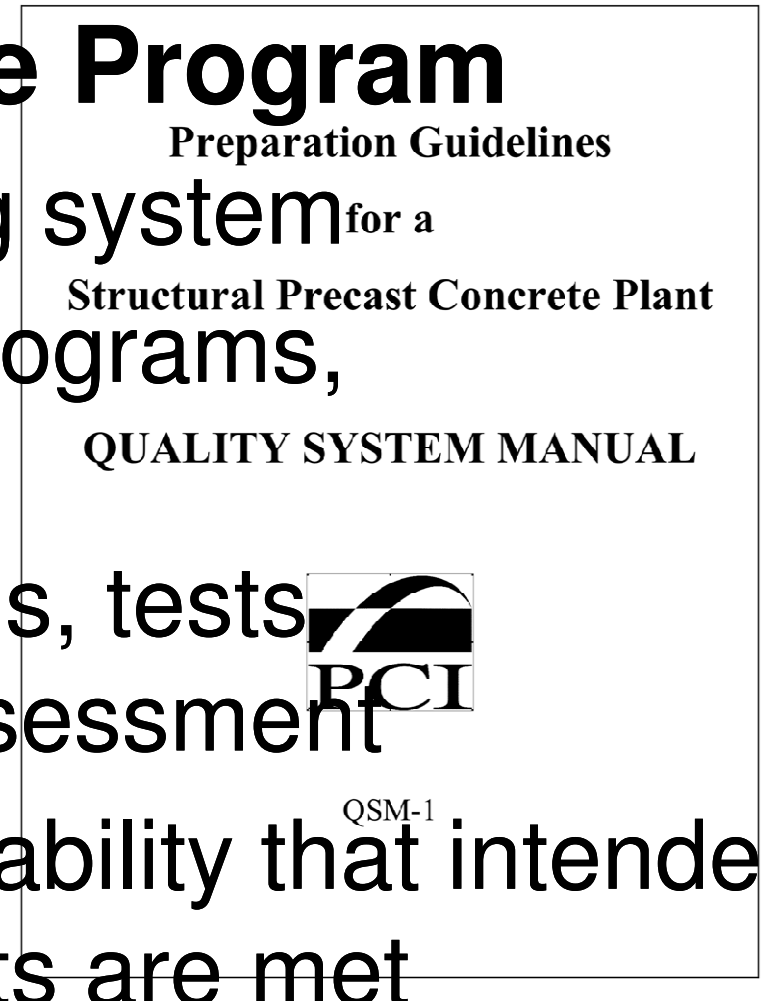 e Program
Preparation Guidelines
g system
for a
Structural Precast Concrete Plant
ograms,
QUALITY SYSTEM MANUAL
s, tests
PCI
sessment
QSM-1
ability that intende
ts are met